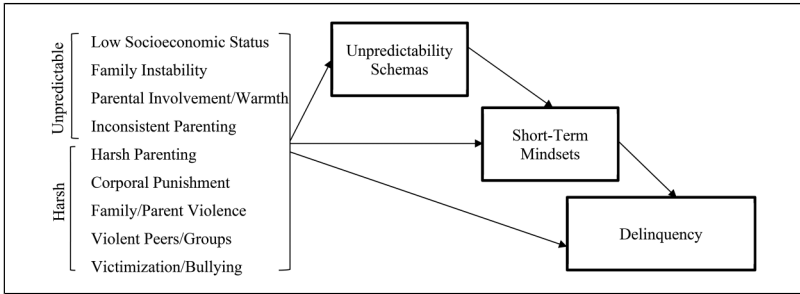 Unpredictable
Low Socioeconomic Status
Family Instability
Parental Involvement/Warmth
Inconsistent Parenting
Harsh
Harsh Parenting
Corporal Punishment
Family/Parent Violence
Violent Peers/Groups
Victimization/Bullying
Unpredictability
Schemas
Short-Term
Mindsets
Delinquency